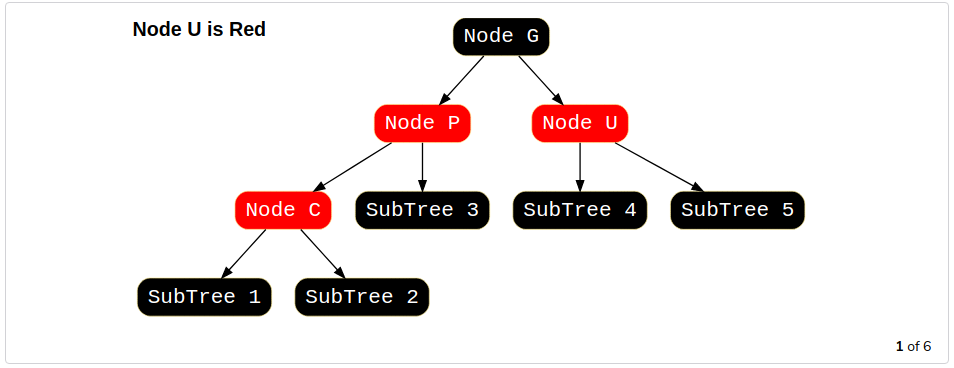 Node U is Red
Node G
Node P
Node U
Node C
SubTree 3
SubTree 4
SubTree 5
SubTree 1
SubTree 2
1 of 6